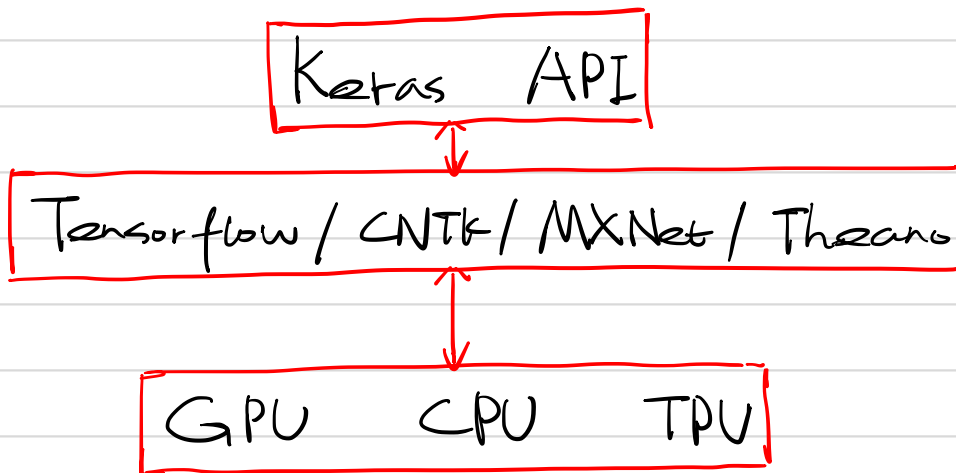 Keras API
Tensorflow / CNTK / MXNet / Theano
GPU CPU TPU